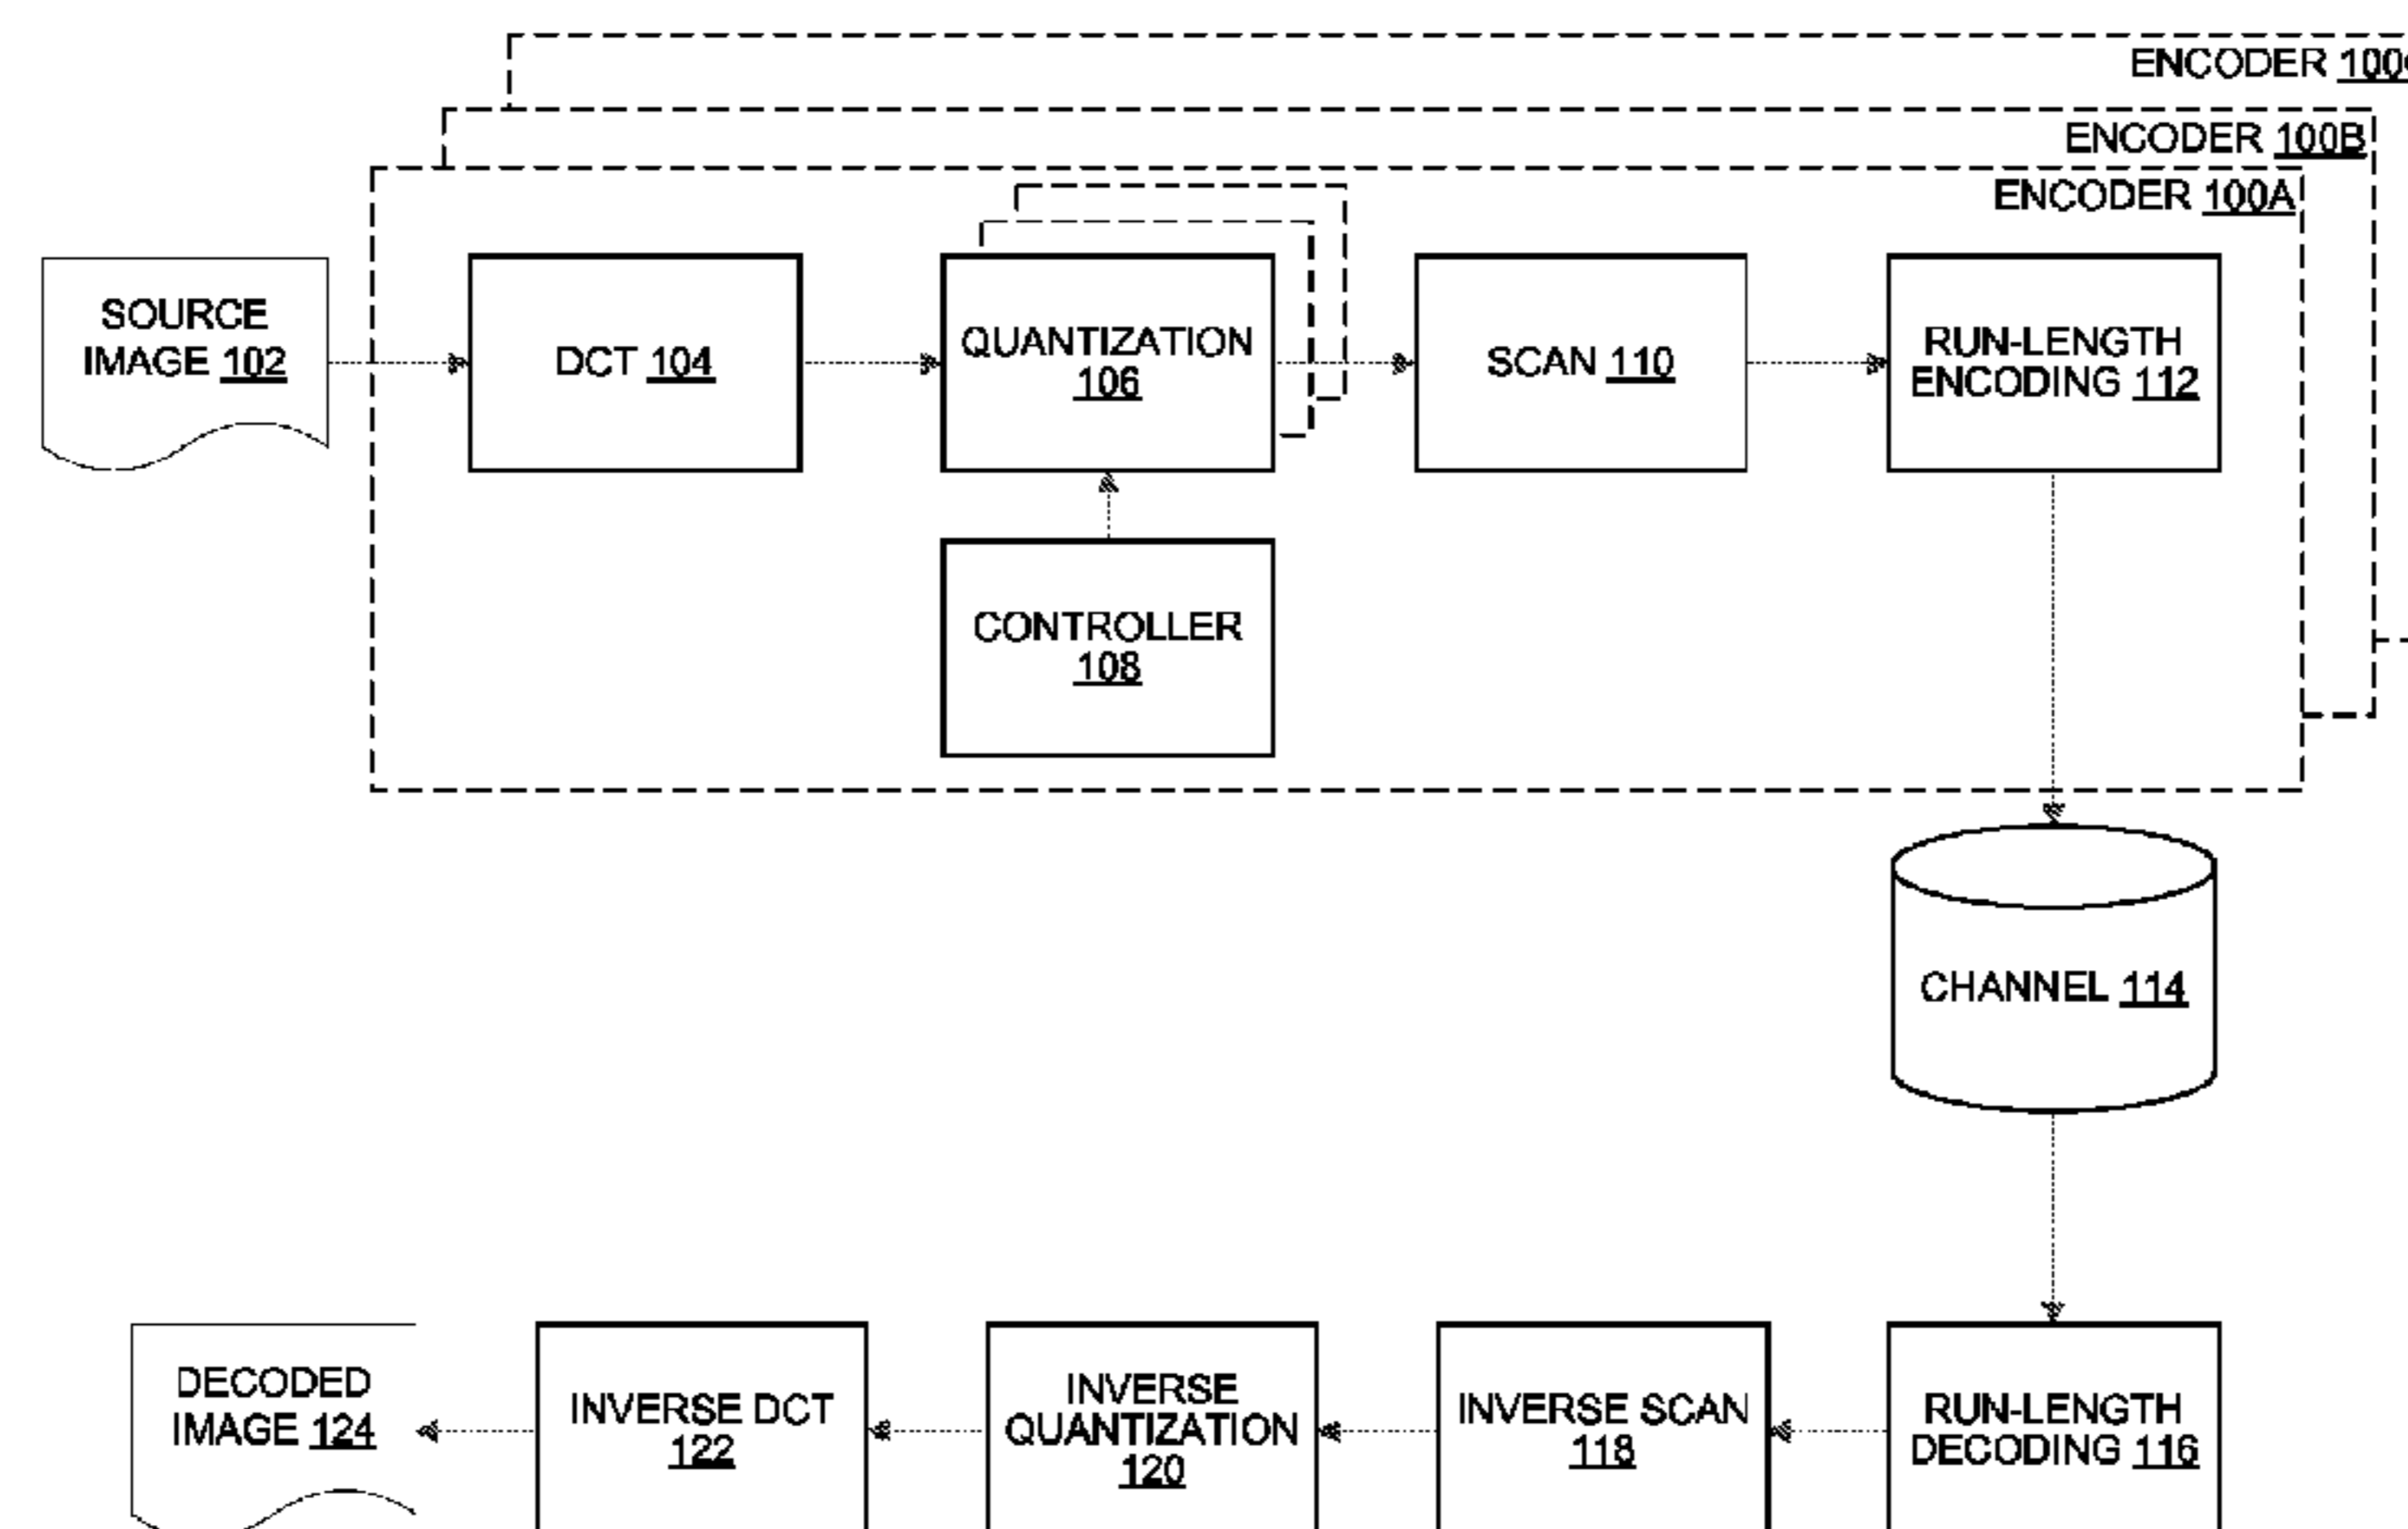 ENCODER
ENCODER 100B
ENCODER 100A
SOURCE
IMAGE 102
DCT 104
QUANTIZATION
106
SCAN 110
RUN-LENGTH
ENCODING 112
CONTROLLER
108
CHANNEL 114
DECODED
IMAGE 124
INVERSE DCT
122
INVERSE
QUANTIZATION
120
INVERSE SCAN
118
RUN-LENGTH
DECODING 116